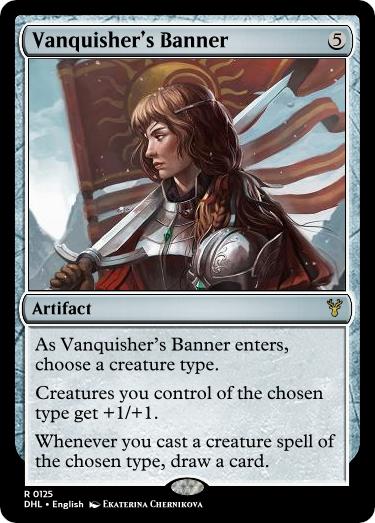 Vanquisher's Banner 5
Artifact
As Vanquisher's Banner enters,
choose a creature type.
Creatures you control of the chosen
type get +1/+1.
Whenever you cast a creature spell of
the chosen type, draw a card.
R 0125
DHL • English Ekaterina Chernikova